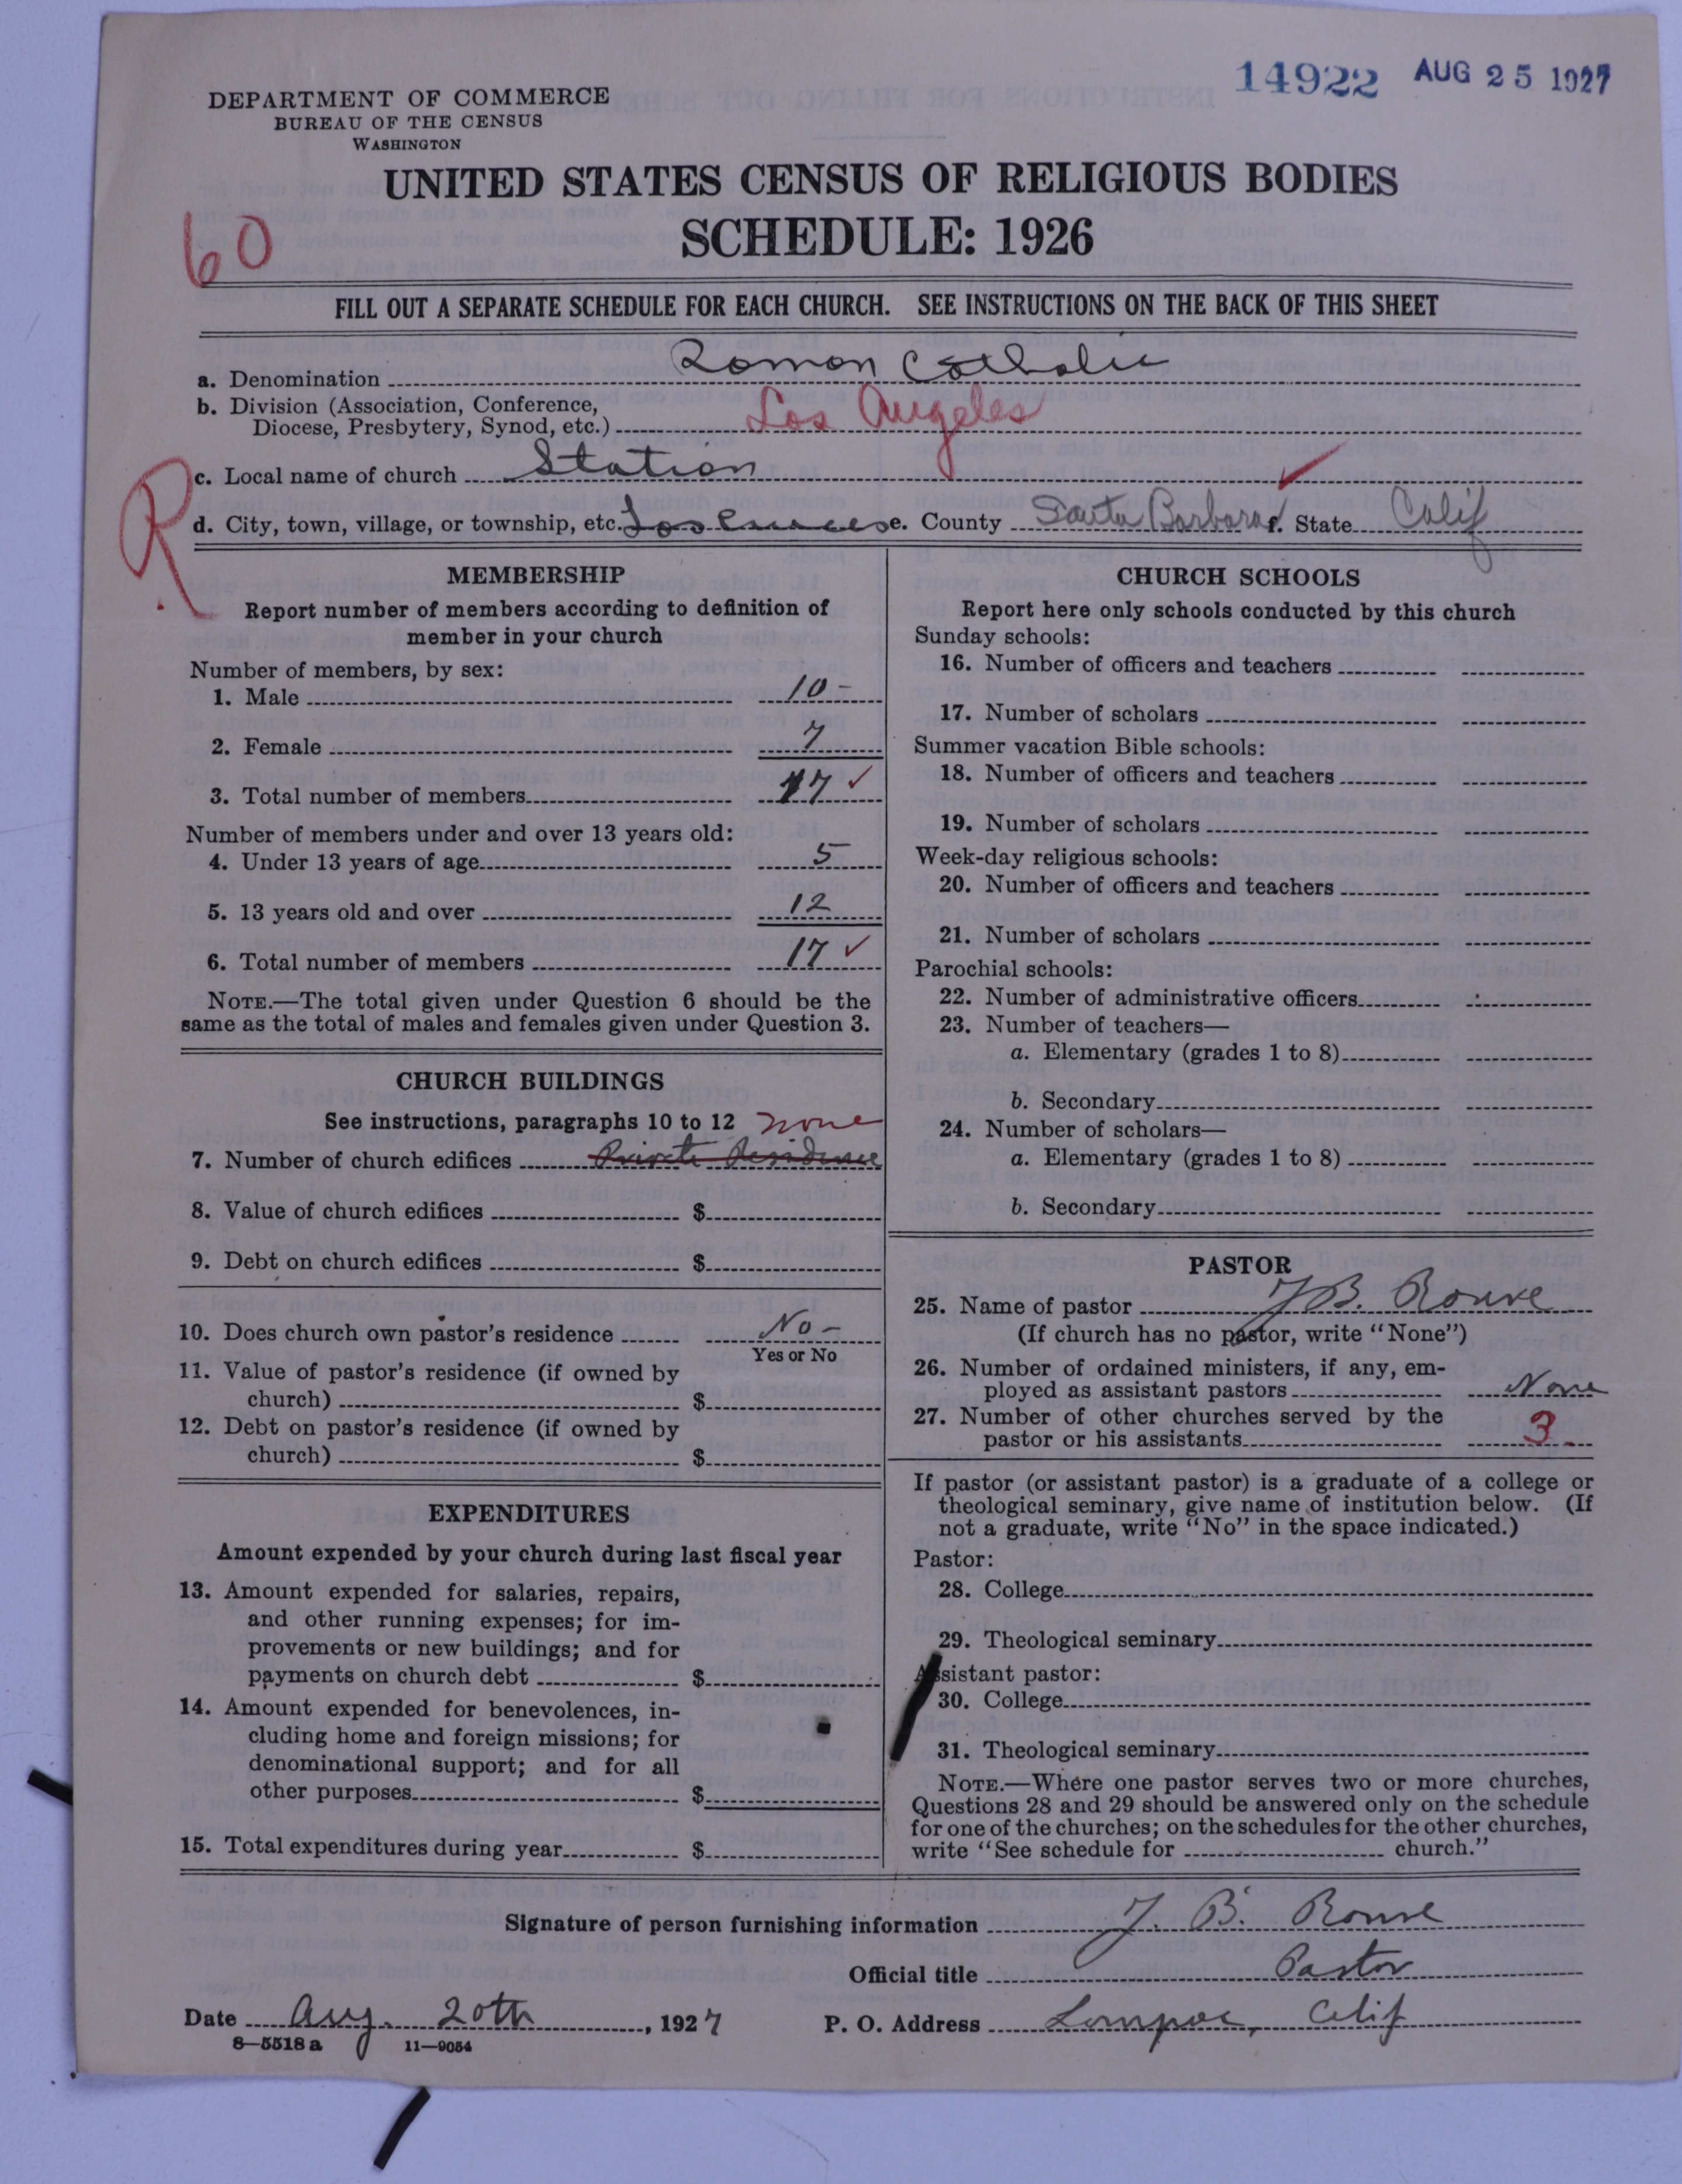 14922 AUG 25 1927
DEPARTMENT OF COMMERCE
BUREAU OF THE CENSUS
WASHINGTON
UNITED STATES CENSUS OF RELIGIOUS BODIES
60
SCHEDULE: 1926
FILL OUT A SEPARATE SCHEDULE FOR EACH CHURCH. SEE INSTRUCTIONS ON THE BACK OF THIS SHEET
a. Denomination Roman Catholic
b. Division (Association, Conference,
Diocese, Presbytery, Synod, etc.) Los Angeles
R
c. Local name of church Station
d. City, town, village, or township, etc. Los e. County Santa Barbara f. State Calif
MEMBERSHIP
Report number of members according to definition of
member in your church
Number of members, by sex:
1. Male 10-
2. Female 7
3. Total number of members 17 ✓
Number of members under and over 13 years old:
4. Under 13 years of age 5
5. 13 years old and over 12
6. Total number of members 17 ✓
NOTE.—The total given under Question 6 should be the
same as the total of males and females given under Question 3.
CHURCH BUILDINGS
See instructions, paragraphs 10 to 12 none
7. Number of church edifices Private Residence
8. Value of church edifices $
9. Debt on church edifices $
10. Does church own pastor's residence No-
Yes or No
11. Value of pastor's residence (if owned by
church) $
12. Debt on pastor's residence (if owned by
church) $
EXPENDITURES
Amount expended by your church during last fiscal year
13. Amount expended for salaries, repairs,
and other running expenses; for im-
provements or new buildings; and for
payments on church debt $
14. Amount expended for benevolences, in-
cluding home and foreign missions; for
denominational support; and for all
other purposes $
15. Total expenditures during year $
CHURCH SCHOOLS
Report here only schools conducted by this church
Sunday schools:
16. Number of officers and teachers
17. Number of scholars
Summer vacation Bible schools:
18. Number of officers and teachers
19. Number of scholars
Week-day religious schools:
20. Number of officers and teachers
21. Number of scholars
Parochial schools:
22. Number of administrative officers
23. Number of teachers—
a. Elementary (grades 1 to 8)
b. Secondary
24. Number of scholars—
a. Elementary (grades 1 to 8)
b. Secondary
PASTOR
25. Name of pastor B.
(If church has no pastor, write "None")
26. Number of ordained ministers, if any, em-
ployed as assistant pastors None
27. Number of other churches served by the
pastor or his assistants 3
If pastor (or assistant pastor) is a graduate of a college or
theological seminary, give name of institution below. (If
not a graduate, write "No" in the space indicated.)
Pastor:
28. College
29. Theological seminary
Assistant pastor:
30. College
31. Theological seminary
NOTE.—Where one pastor serves two or more churches,
Questions 28 and 29 should be answered only on the schedule
for one of the churches; on the schedules for the other churches,
write "See schedule for church."
Signature of person furnishing information B.
Official title Pastor
Date Aug. 20th, 1927 P. O. Address Lompoc, Calif
8—5518 a 11—9054